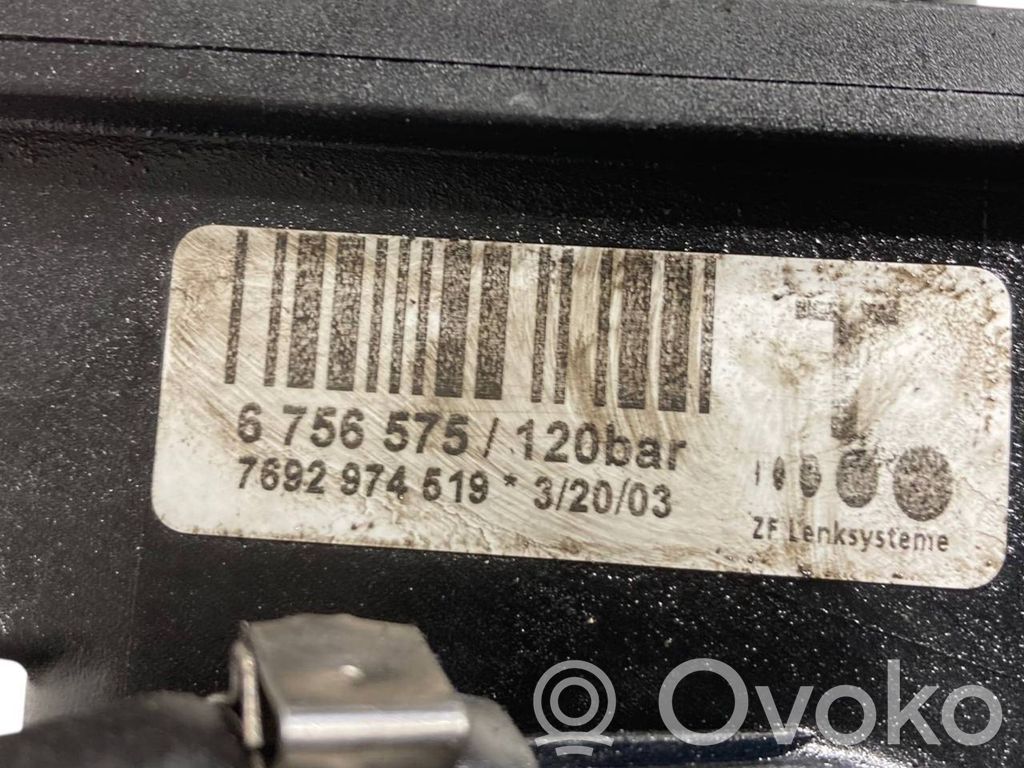 6 756 575 / 120bar
7692 974 519 * 3/20/03
T
ZF Lenksysteme
Ovoko